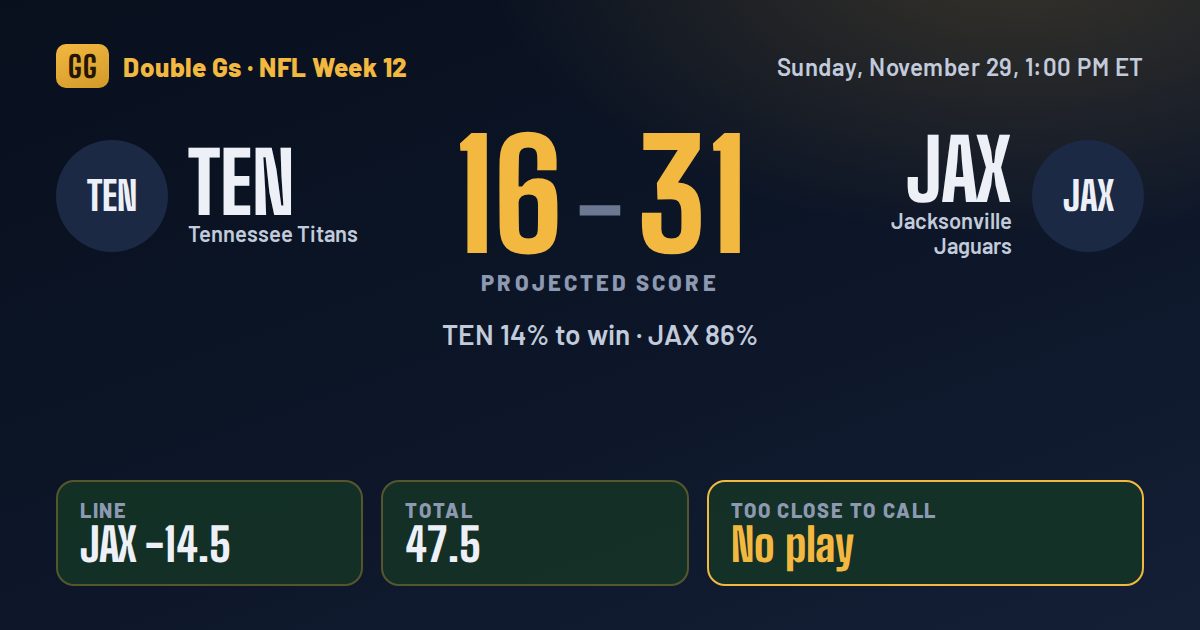 GG
Double Gs · NFL Week 12
Sunday, November 29, 1:00 PM ET
TEN
TEN
Tennessee Titans
16 – 31
PROJECTED SCORE
TEN 14% to win · JAX 86%
JAX
Jacksonville
Jaguars
JAX
LINE
JAX −14.5
TOTAL
47.5
TOO CLOSE TO CALL
No play